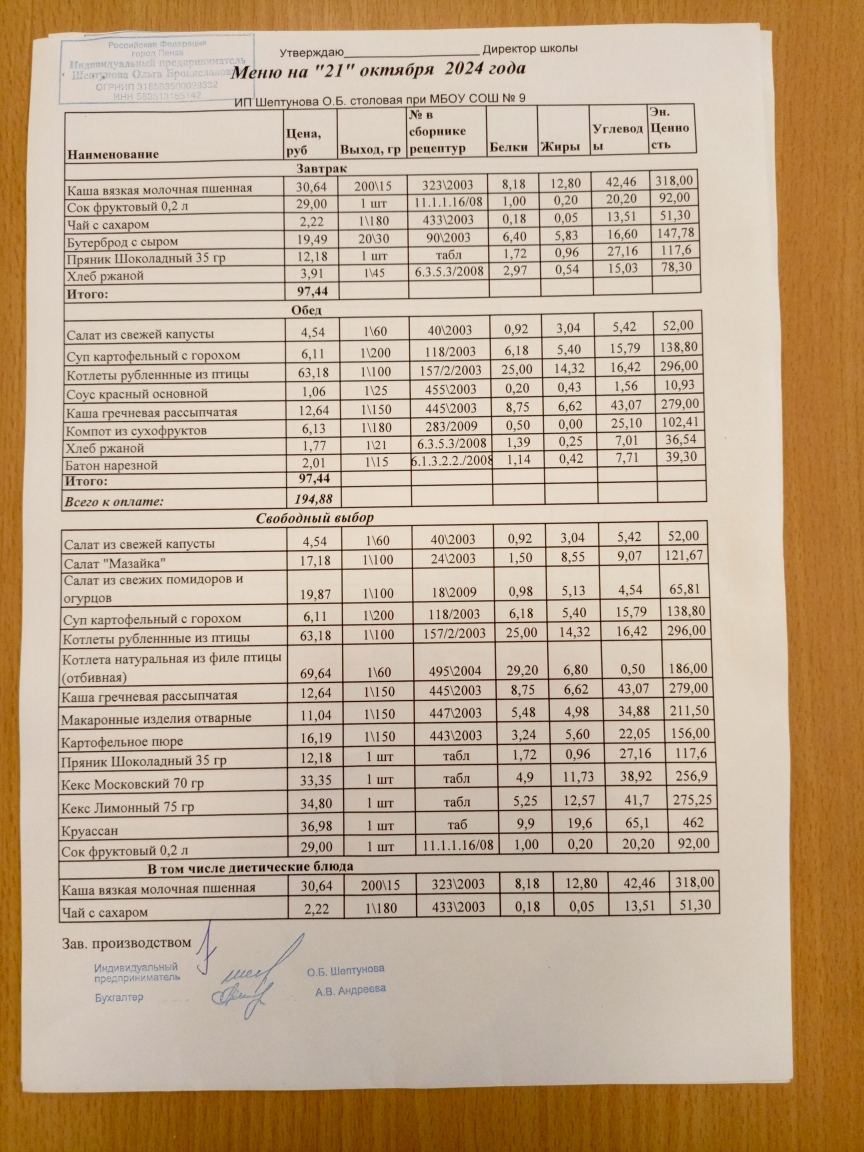 Российская Федерация
город Пенза
Индивидуальный предприниматель
Шептунова Ольга Брониславовна
Утверждаю______________________ Директор школы
Меню на "21" октября 2024 года
ИП Шептунова О.Б. столовая при МБОУ СОШ № 9
Наименование Цена, руб Выход, гр № в сборнике рецептур Белки Жиры Углеводы Эн. Ценность
Завтрак
Каша вязкая молочная пшенная 30,64 200\15 323\2003 8,18 12,80 42,46 318,00
Сок фруктовый 0,2 л 29,00 1 шт 11.1.1.16/08 1,00 0,20 20,20 92,00
Чай с сахаром 2,22 1\180 433\2003 0,18 0,05 13,51 51,30
Бутерброд с сыром 19,49 20\30 90\2003 6,40 5,83 16,60 147,78
Пряник Шоколадный 35 гр 12,18 1 шт табл 1,72 0,96 27,16 117,6
Хлеб ржаной 3,91 1\45 6.3.5.3/2008 2,97 0,54 15,03 78,30
Итого: 97,44
Обед
Салат из свежей капусты 4,54 1\60 40\2003 0,92 3,04 5,42 52,00
Суп картофельный с горохом 6,11 1\200 118/2003 6,18 5,40 15,79 138,80
Котлеты рубленнные из птицы 63,18 1\100 157/2/2003 25,00 14,32 16,42 296,00
Соус красный основной 1,06 1\25 455\2003 0,20 0,43 1,56 10,93
Каша гречневая рассыпчатая 12,64 1\150 445\2003 8,75 6,62 43,07 279,00
Компот из сухофруктов 6,13 1\180 283/2009 0,50 0,00 25,10 102,41
Хлеб ржаной 1,77 1\21 6.3.5.3/2008 1,39 0,25 7,01 36,54
Батон нарезной 2,01 1\15 6.1.3.2.2./2008 1,14 0,42 7,71 39,30
Итого: 97,44
Всего к оплате: 194,88
Свободный выбор
Салат из свежей капусты 4,54 1\60 40\2003 0,92 3,04 5,42 52,00
Салат "Мазайка" 17,18 1\100 24\2003 1,50 8,55 9,07 121,67
Салат из свежих помидоров и
огурцов 19,87 1\100 18\2009 0,98 5,13 4,54 65,81
Суп картофельный с горохом 6,11 1\200 118/2003 6,18 5,40 15,79 138,80
Котлеты рубленнные из птицы 63,18 1\100 157/2/2003 25,00 14,32 16,42 296,00
Котлета натуральная из филе птицы
(отбивная) 69,64 1\60 495\2004 29,20 6,80 0,50 186,00
Каша гречневая рассыпчатая 12,64 1\150 445\2003 8,75 6,62 43,07 279,00
Макаронные изделия отварные 11,04 1\150 447\2003 5,48 4,98 34,88 211,50
Картофельное пюре 16,19 1\150 443\2003 3,24 5,60 22,05 156,00
Пряник Шоколадный 35 гр 12,18 1 шт табл 1,72 0,96 27,16 117,6
Кекс Московский 70 гр 33,35 1 шт табл 4,9 11,73 38,92 256,9
Кекс Лимонный 75 гр 34,80 1 шт табл 5,25 12,57 41,7 275,25
Круассан 36,98 1 шт таб 9,9 19,6 65,1 462
Сок фруктовый 0,2 л 29,00 1 шт 11.1.1.16/08 1,00 0,20 20,20 92,00
В том числе диетические блюда
Каша вязкая молочная пшенная 30,64 200\15 323\2003 8,18 12,80 42,46 318,00
Чай с сахаром 2,22 1\180 433\2003 0,18 0,05 13,51 51,30
Зав. производством
Индивидуальный
предприниматель О.Б. Шептунова
Бухгалтер А.В. Андреева